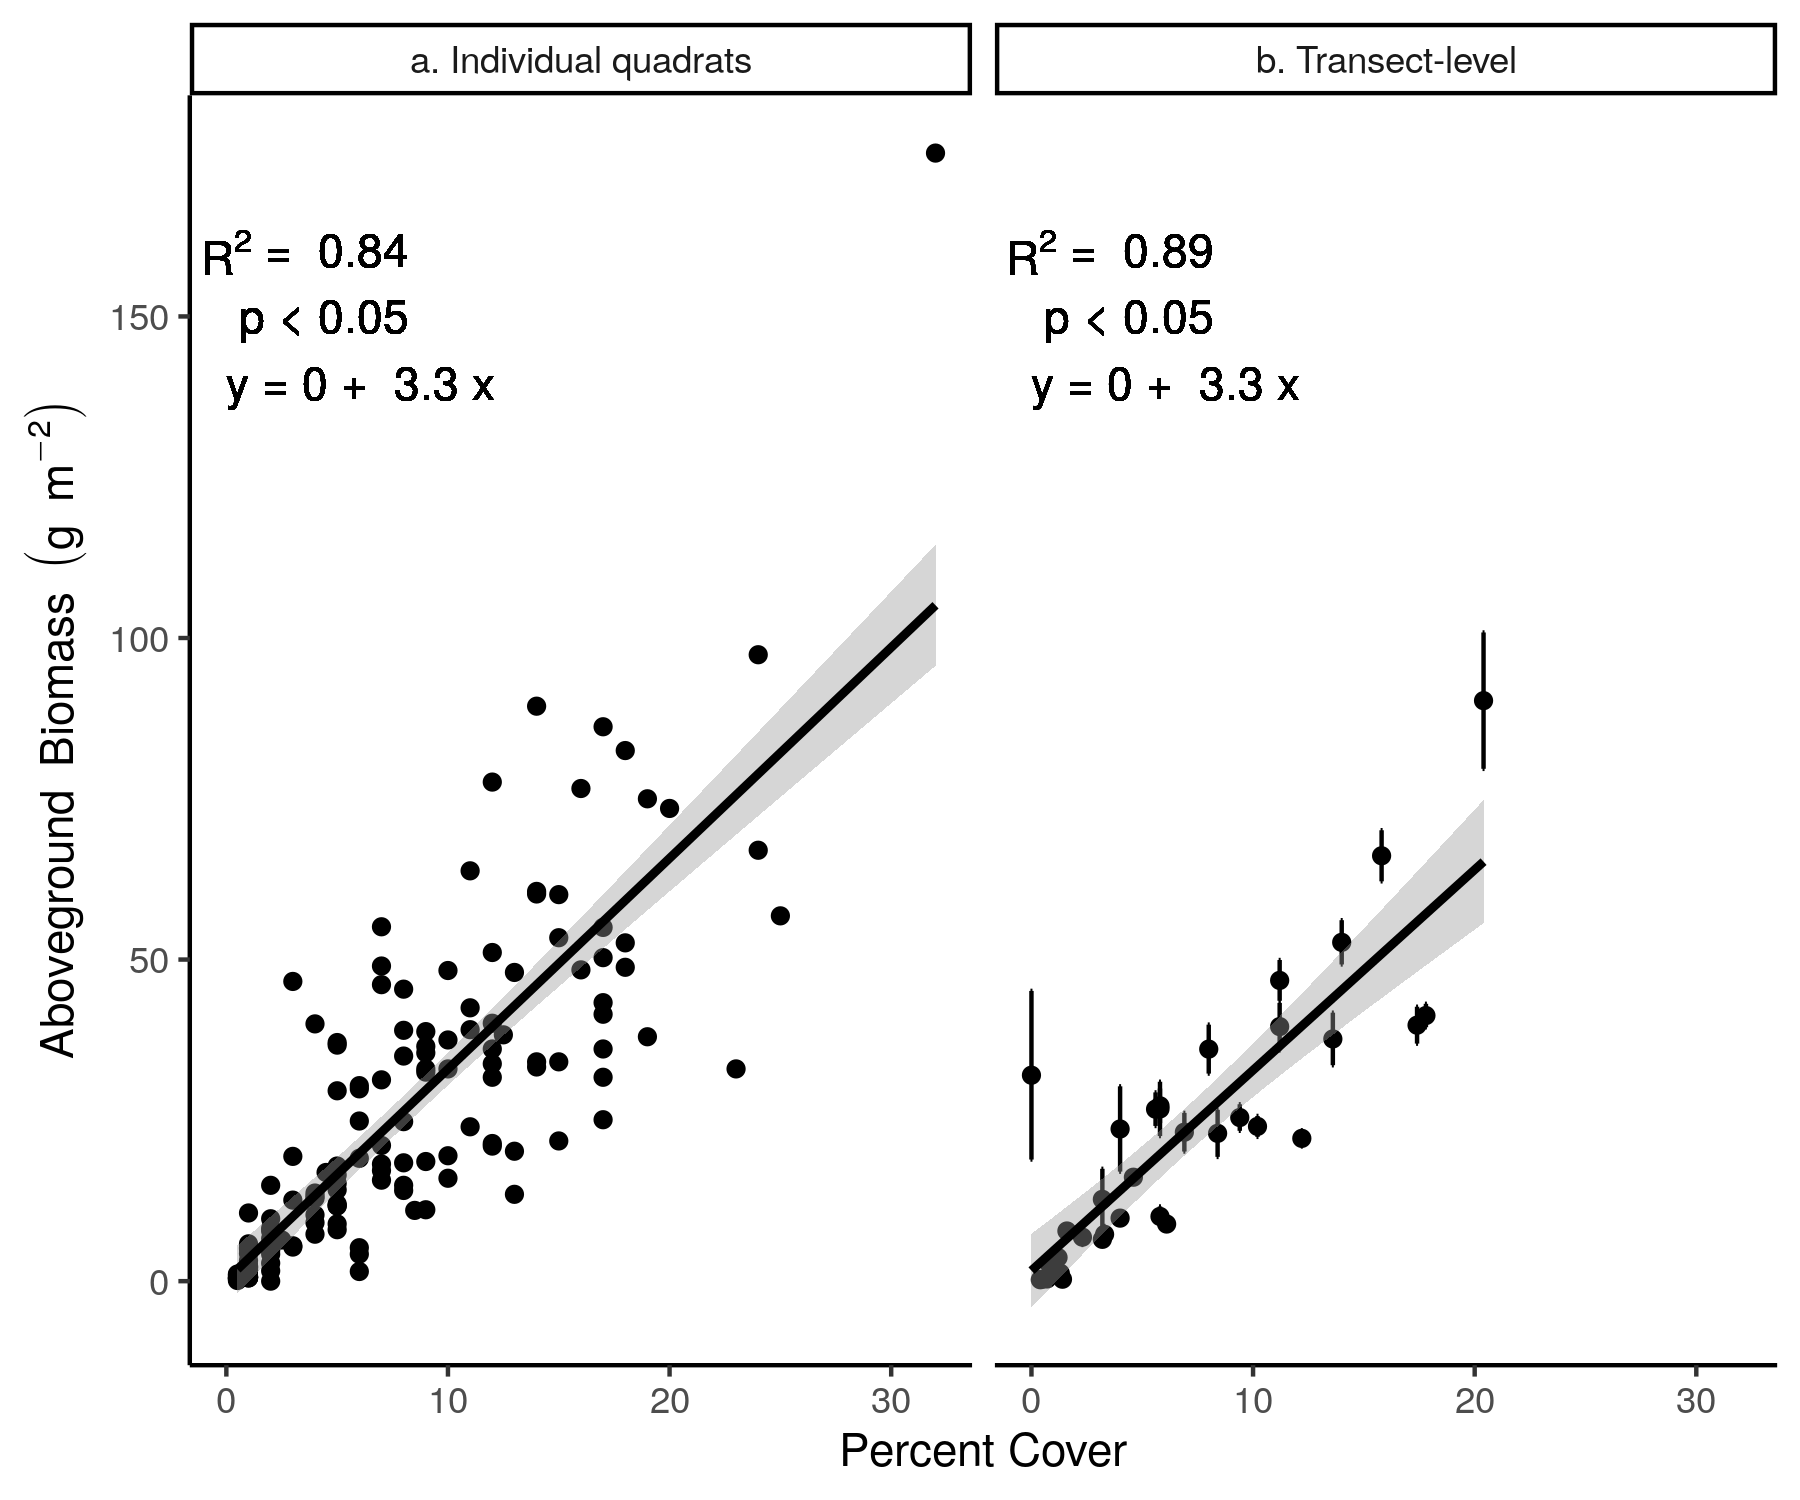 a. Individual quadrats
b. Transect-level
R² = 0.84
p < 0.05
y = 0 + 3.3 x
R² = 0.89
p < 0.05
y = 0 + 3.3 x
Aboveground Biomass (g m⁻²)
150
100
50
0
0 10 20 30
0 10 20 30
Percent Cover